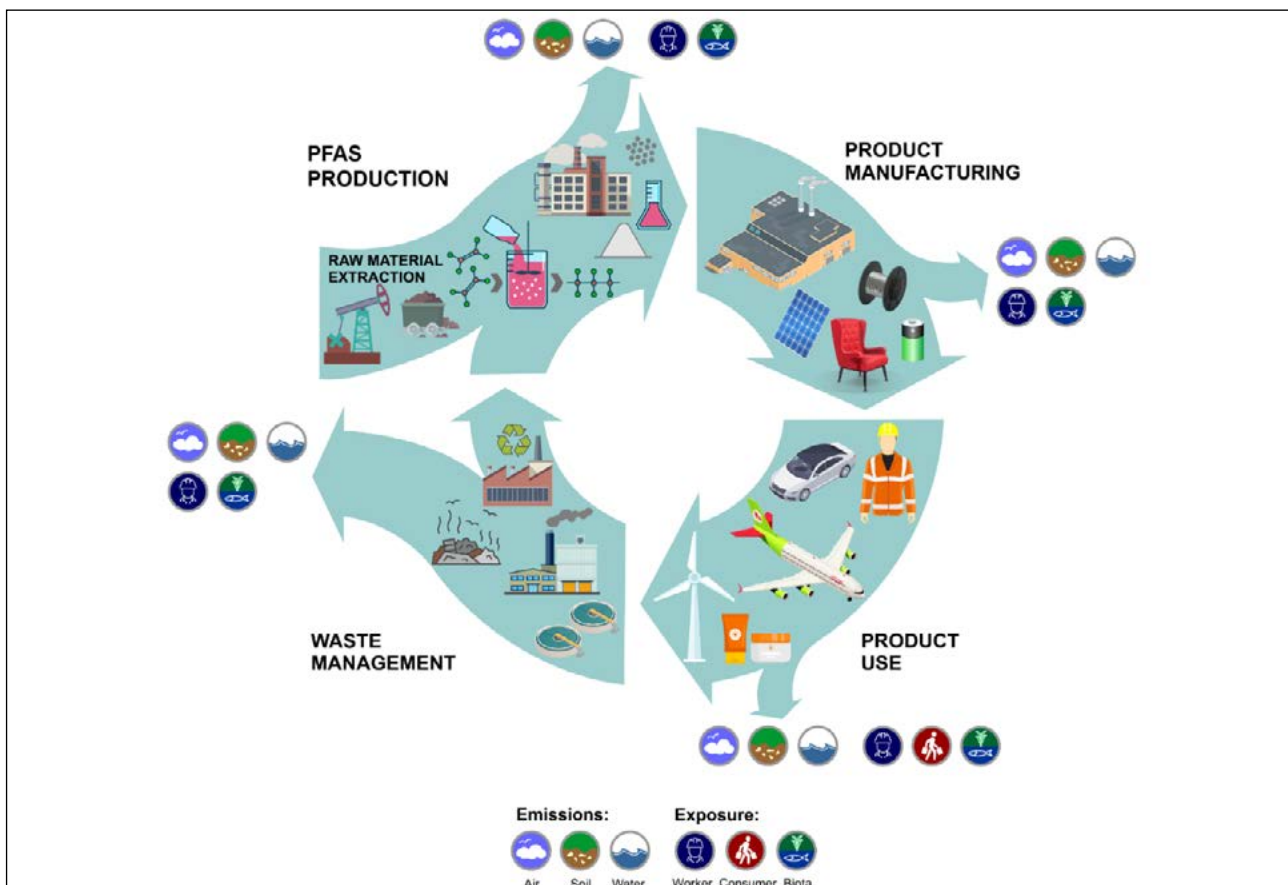 PFAS
PRODUCTION
RAW MATERIAL
EXTRACTION
PRODUCT
MANUFACTURING
PRODUCT
USE
WASTE
MANAGEMENT
Emissions:
Exposure:
Air Soil Water
Worker Consumer Biota